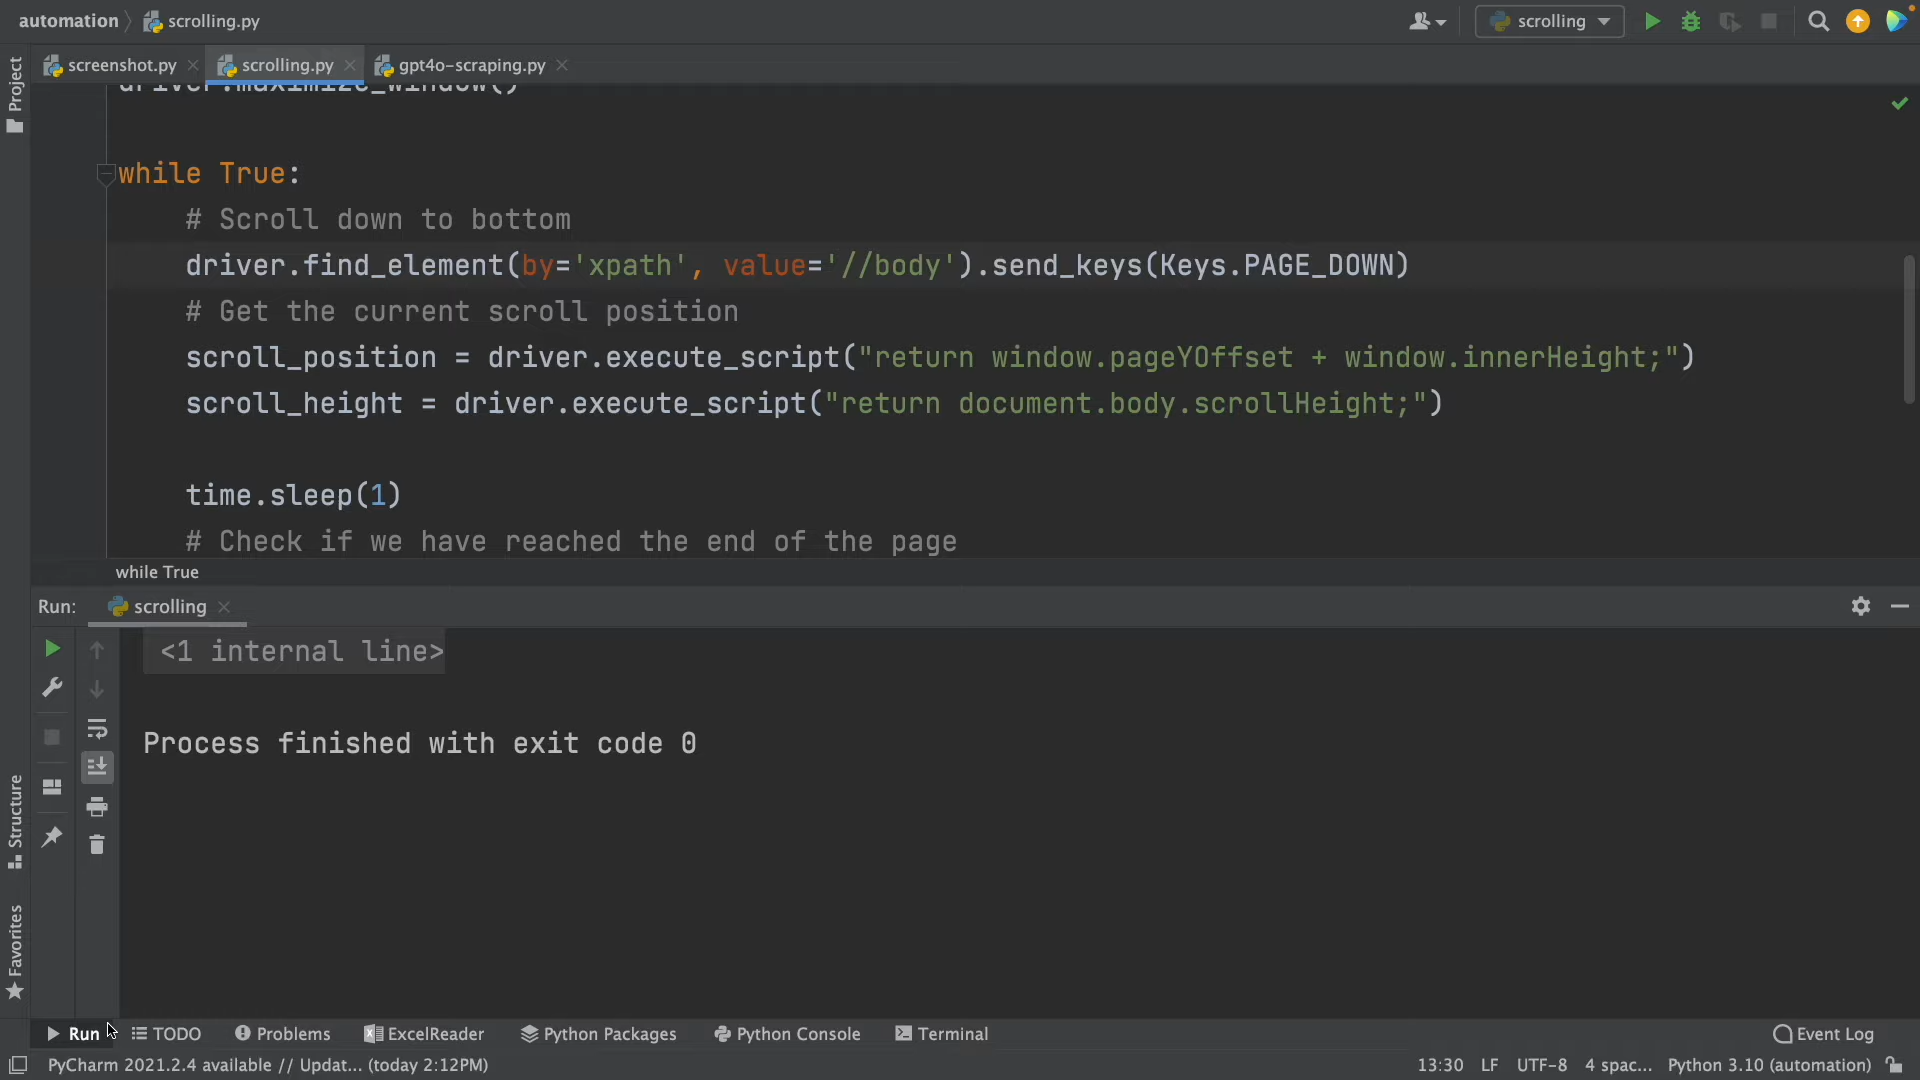 automation
scrolling.py
scrolling
Project
screenshot.py
scrolling.py
gpt4o-scraping.py
driver.maximize_window()
while True:
# Scroll down to bottom
driver.find_element(by='xpath', value='//body').send_keys(Keys.PAGE_DOWN)
# Get the current scroll position
scroll_position = driver.execute_script("return window.pageYOffset + window.innerHeight;")
scroll_height = driver.execute_script("return document.body.scrollHeight;")
time.sleep(1)
# Check if we have reached the end of the page
while True
Run:
scrolling
<1 internal line>
Process finished with exit code 0
Structure
Favorites
Run
TODO
Problems
ExcelReader
Python Packages
Python Console
Terminal
Event Log
PyCharm 2021.2.4 available // Updat... (today 2:12PM)
13:30
LF
UTF-8
4 spac...
Python 3.10 (automation)